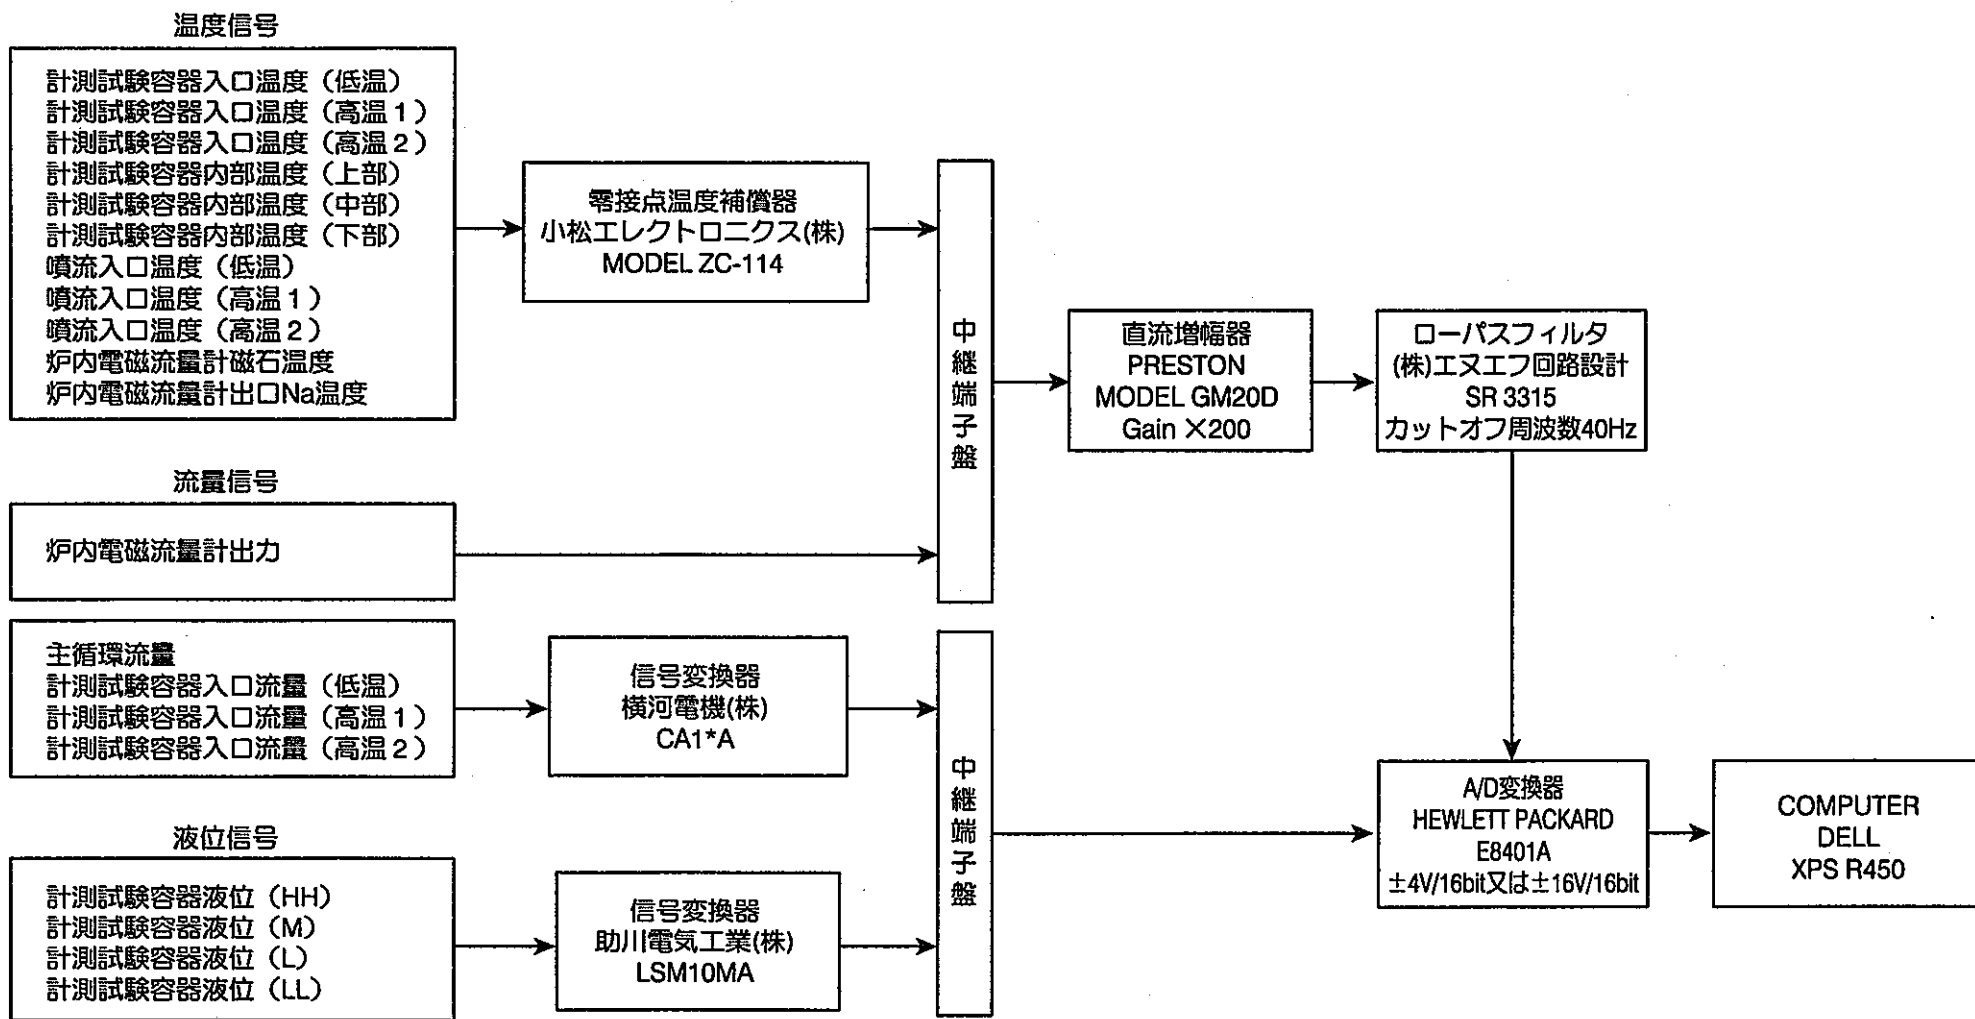 温度信号
計測試験容器入口温度（低温）
計測試験容器入口温度（高温１）
計測試験容器入口温度（高温２）
計測試験容器内部温度（上部）
計測試験容器内部温度（中部）
計測試験容器内部温度（下部）
噴流入口温度（低温）
噴流入口温度（高温１）
噴流入口温度（高温２）
炉内電磁流量計磁石温度
炉内電磁流量計出口Na温度
零接点温度補償器
小松エレクトロニクス(株)
MODEL ZC-114
流量信号
炉内電磁流量計出力
中継端子盤
直流増幅器
PRESTON
MODEL GM20D
Gain ×200
ローパスフィルタ
(株)エヌエフ回路設計
SR 3315
カットオフ周波数40Hz
主循環流量
計測試験容器入口流量（低温）
計測試験容器入口流量（高温１）
計測試験容器入口流量（高温２）
信号変換器
横河電機(株)
CA1*A
液位信号
計測試験容器液位（HH）
計測試験容器液位（M）
計測試験容器液位（L）
計測試験容器液位（LL）
信号変換器
助川電気工業(株)
LSM10MA
中継端子盤
A/D変換器
HEWLETT PACKARD
E8401A
±4V/16bit又は±16V/16bit
COMPUTER
DELL
XPS R450